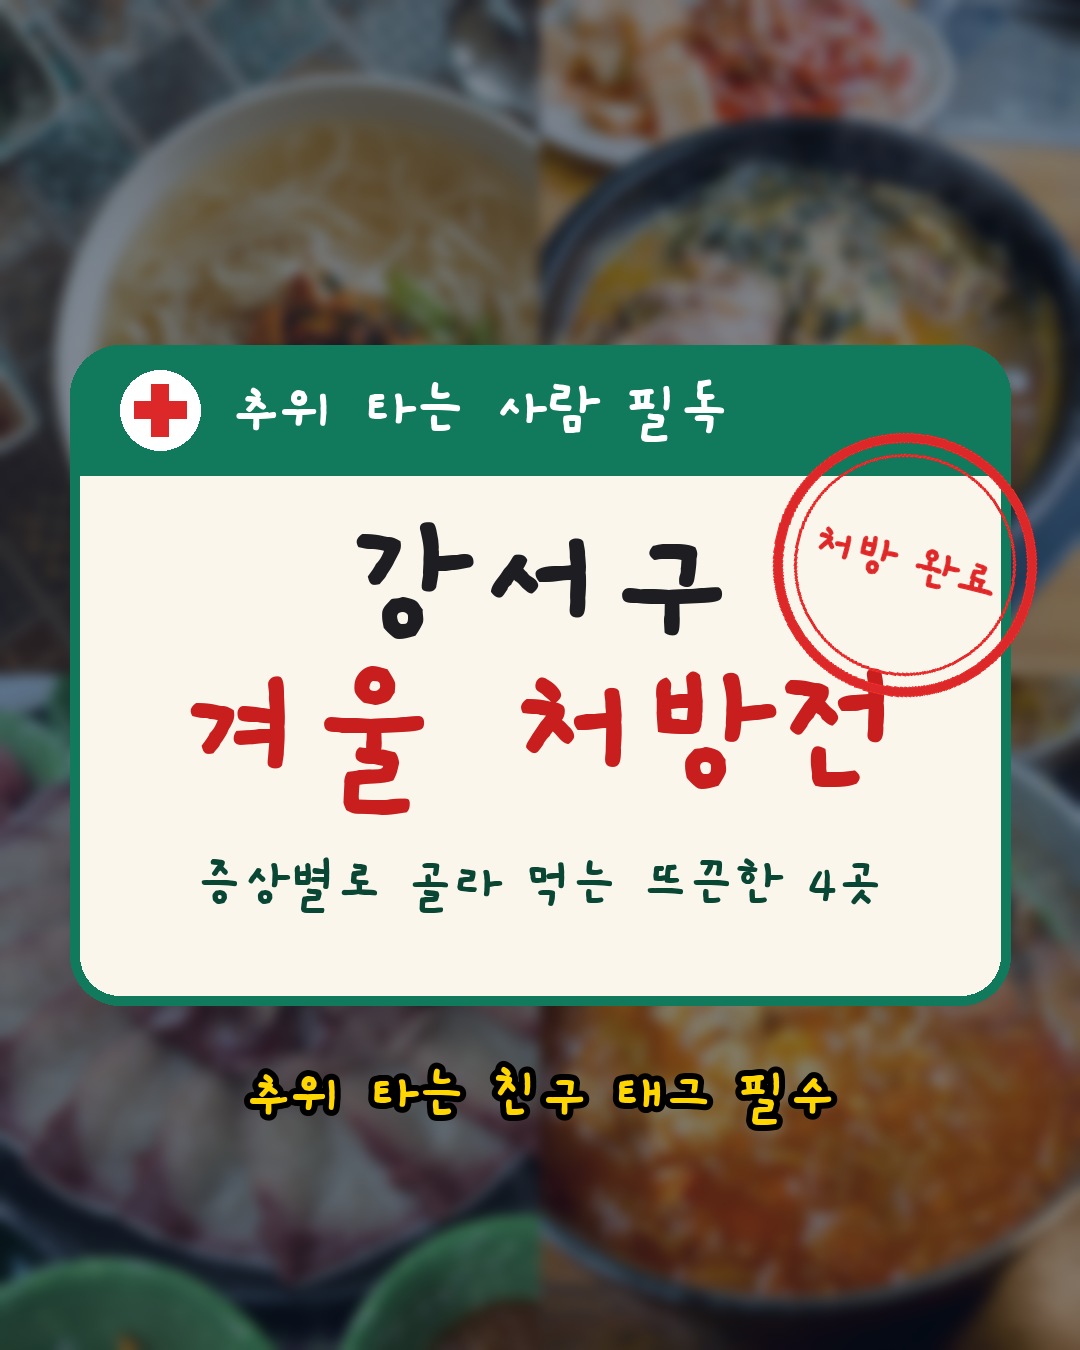 추위 타는 사람 필독
처방 완료
강서구
겨울 처방전
증상별로 골라 먹는 뜨끈한 4곳
추위 타는 친구 태그 필수